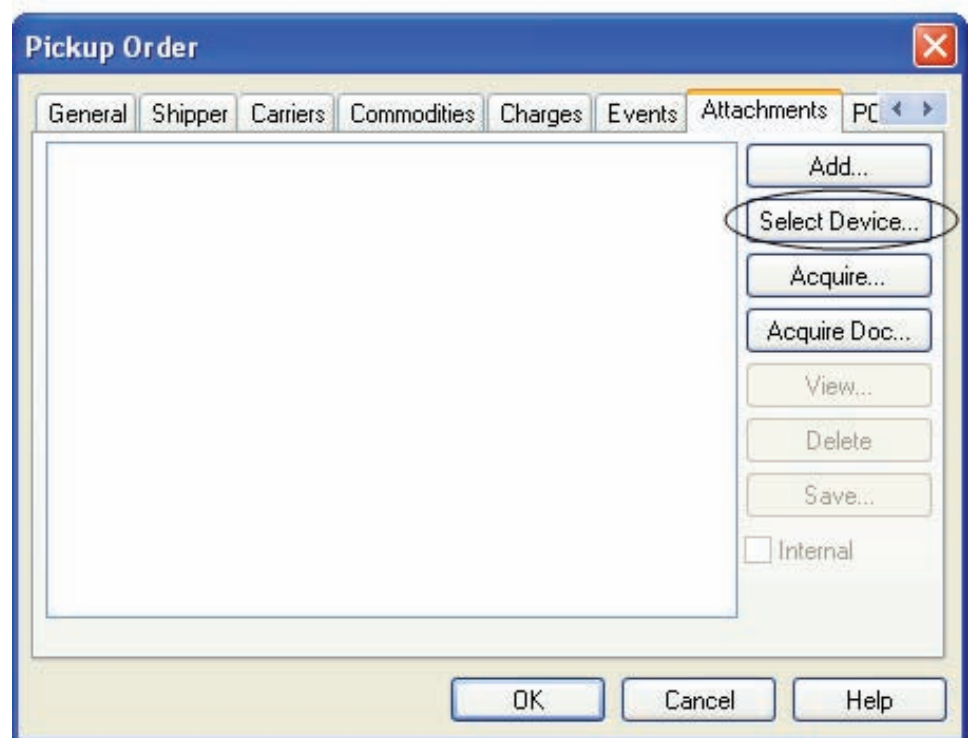 Pickup Order
General Shipper Carriers Commodities Charges Events Attachments
Add...
Select Device...
Acquire...
Acquire Doc...
View...
Delete
Save...
Internal
OK Cancel Help